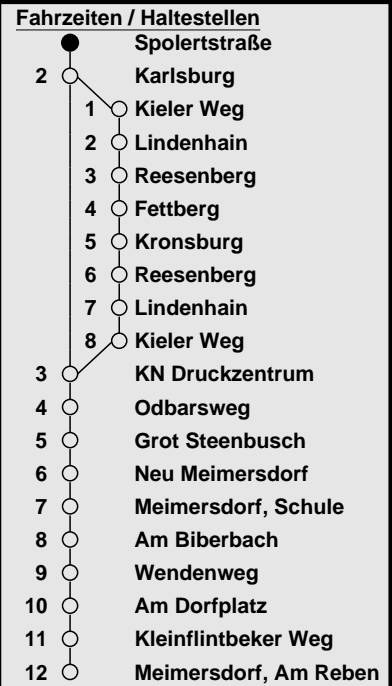 Fahrzeiten / Haltestellen
Spolertstraße
2 Karlsburg
1 Kieler Weg
2 Lindenhain
3 Reesenberg
4 Fettberg
5 Kronsburg
6 Reesenberg
7 Lindenhain
8 Kieler Weg
3 KN Druckzentrum
4 Odbarsweg
5 Grot Steenbusch
6 Neu Meimersdorf
7 Meimersdorf, Schule
8 Am Biberbach
9 Wendenweg
10 Am Dorfplatz
11 Kleinflintbeker Weg
12 Meimersdorf, Am Reben